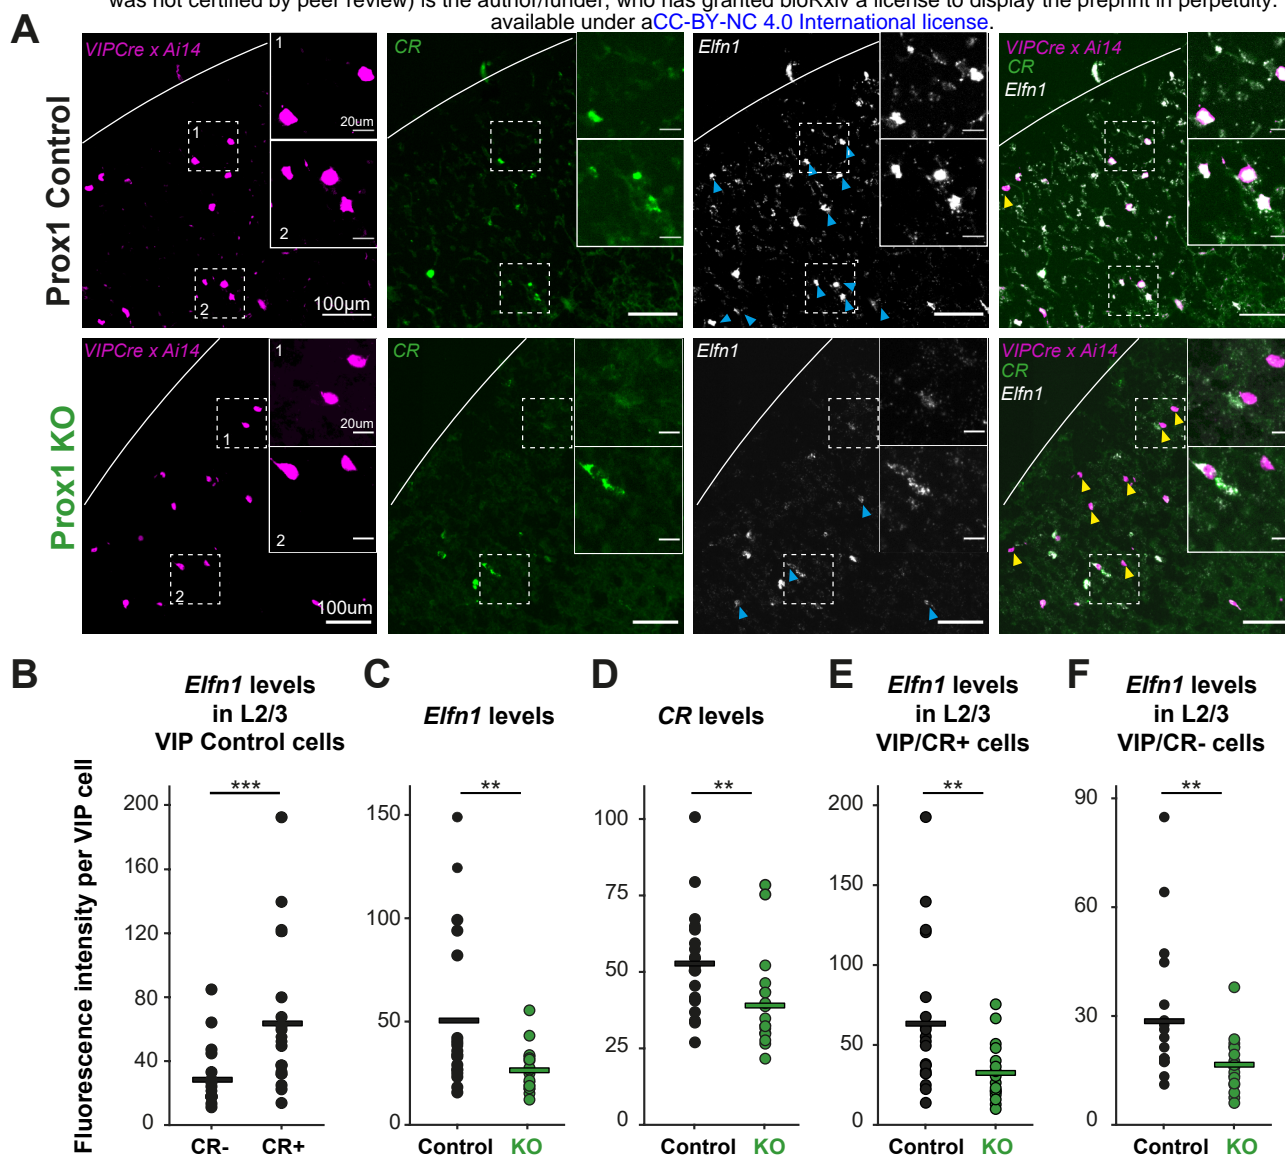 was not certified by peer review) is the author/funder, who has granted bioRxiv a license to display the preprint in perpetuity.
available under aCC-BY-NC 4.0 International license.
A
Prox1 Control
VIPCre x Ai14
1
20um
2
1
2
100µm
CR
Elfn1
VIPCre x Ai14
CR
Elfn1
Prox1 KO
VIPCre x Ai14
1
20um
2
1
2
100um
CR
Elfn1
VIPCre x Ai14
CR
Elfn1
B
Elfn1 levels
in L2/3
VIP Control cells
Fluorescence intensity per VIP cell
***
200
160
120
80
40
0
CR-
CR+
C
Elfn1 levels
**
150
100
50
0
Control
KO
D
CR levels
**
100
75
50
25
0
Control
KO
E
Elfn1 levels
in L2/3
VIP/CR+ cells
**
200
150
100
50
0
Control
KO
F
Elfn1 levels
in L2/3
VIP/CR- cells
**
90
60
30
0
Control
KO